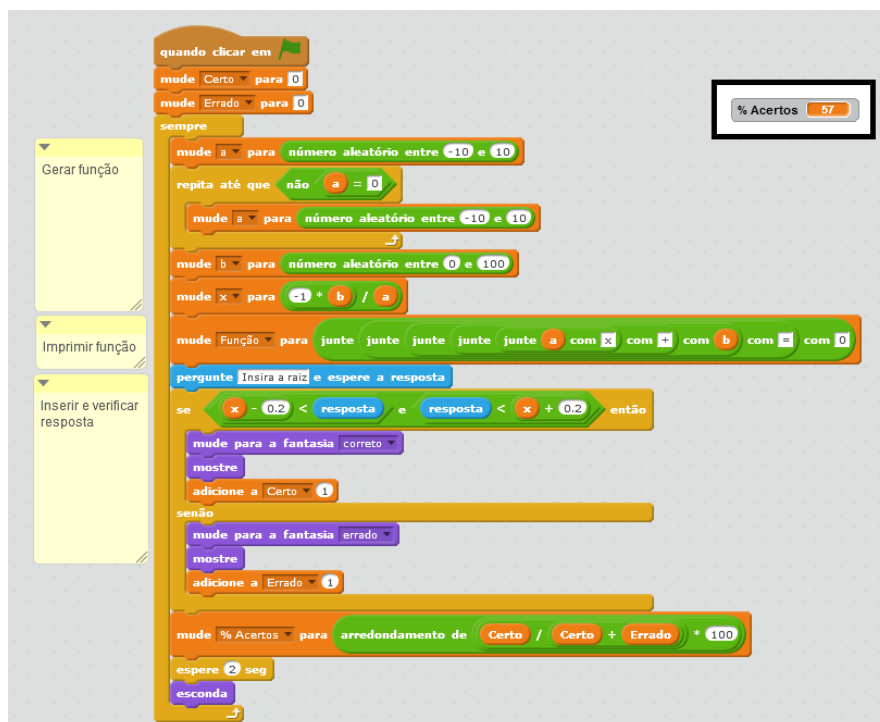 quando clicar em
mude Certo para 0
mude Errado para 0
sempre
mude a para número aleatório entre -10 e 10
repita até que não a = 0
mude a para número aleatório entre -10 e 10
mude b para número aleatório entre 0 e 100
mude x para -1 * b / a
mude Função para junte junte junte junte junte a com x com + com b com = com 0
pergunte Insira a raiz e espere a resposta
se x - 0.2 < resposta e resposta < x + 0.2 então
mude para a fantasia correto
mostre
adicione a Certo 1
senão
mude para a fantasia errado
mostre
adicione a Errado 1
mude % Acertos para arredondamento de Certo / Certo + Errado * 100
espere 2 seg
esconda
Gerar função
Imprimir função
Inserir e verificar
resposta
% Acertos 57